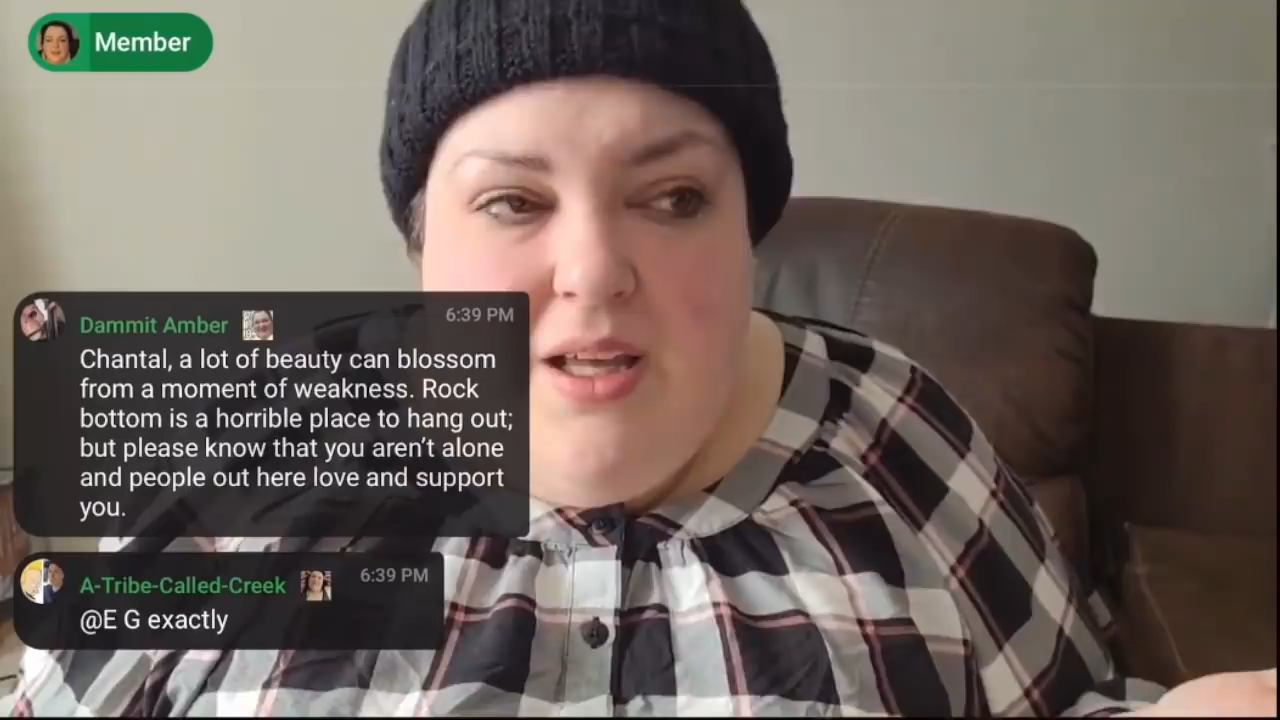 Member
Dammit Amber 6:39 PM
Chantal, a lot of beauty can blossom
from a moment of weakness. Rock
bottom is a horrible place to hang out;
but please know that you aren't alone
and people out here love and support
you.
A-Tribe-Called-Creek 6:39 PM
@E G exactly